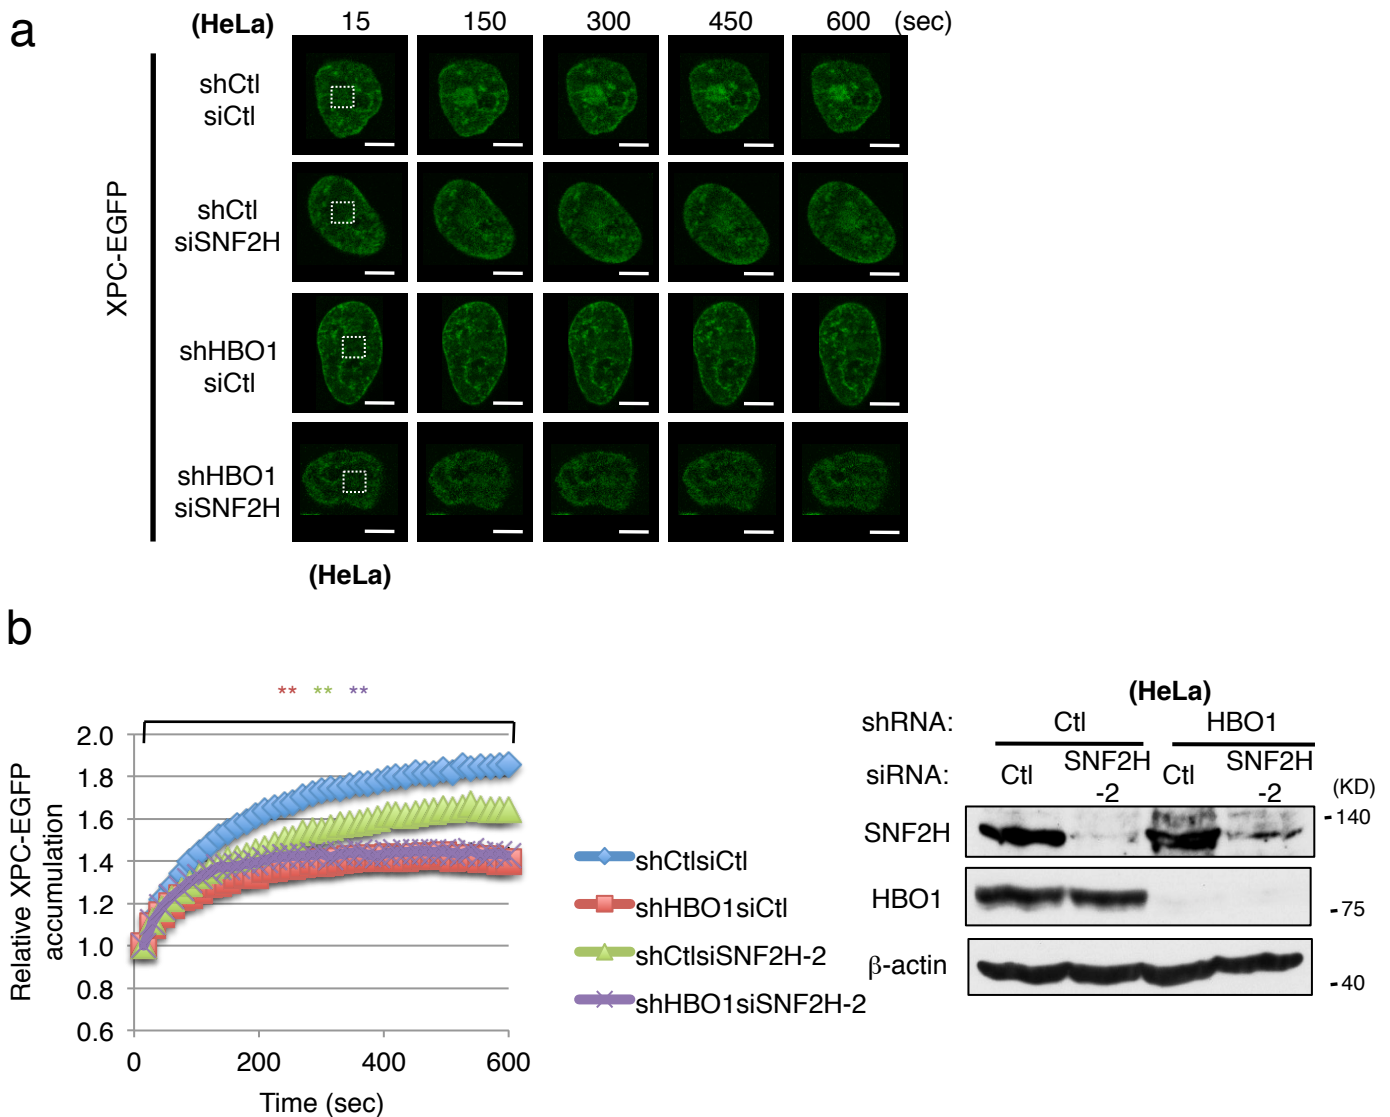 a
(HeLa) 15 150 300 450 600 (sec)
XPC-EGFP
shCtl
siCtl
shCtl
siSNF2H
shHBO1
siCtl
shHBO1
siSNF2H
(HeLa)
b
** ** **
Relative XPC-EGFP
accumulation
2.0
1.8
1.6
1.4
1.2
1.0
0.8
0.6
0 200 400 600
Time (sec)
shCtlsiCtl
shHBO1siCtl
shCtlsiSNF2H-2
shHBO1siSNF2H-2
(HeLa)
shRNA: Ctl HBO1
siRNA: Ctl SNF2H
-2 Ctl SNF2H
-2 (KD)
SNF2H -140
HBO1 -75
β-actin -40